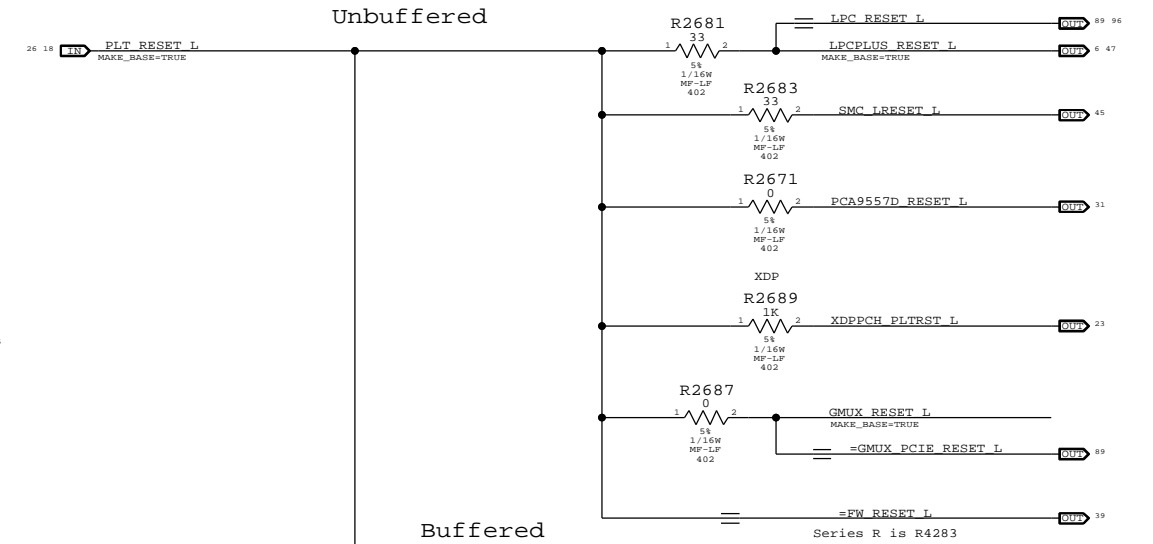 Unbuffered
26 18 IN PLT_RESET_L
MAKE_BASE=TRUE
R2681
33
1 2
5%
1/16W
MF-LF
402
LPC_RESET_L OUT 89 96
LPCPLUS_RESET_L OUT 6 47
MAKE_BASE=TRUE
R2683
33
1 2
5%
1/16W
MF-LF
402
SMC_LRESET_L OUT 45
R2671
0
1 2
5%
1/16W
MF-LF
402
PCA9557D_RESET_L OUT 31
XDP
R2689
1K
1 2
5%
1/16W
MF-LF
402
XDPPCH_PLTRST_L OUT 23
R2687
0
1 2
5%
1/16W
MF-LF
402
GMUX_RESET_L
MAKE_BASE=TRUE
=GMUX_PCIE_RESET_L OUT 89
=FW_RESET_L OUT 39
Series R is R4283
Buffered